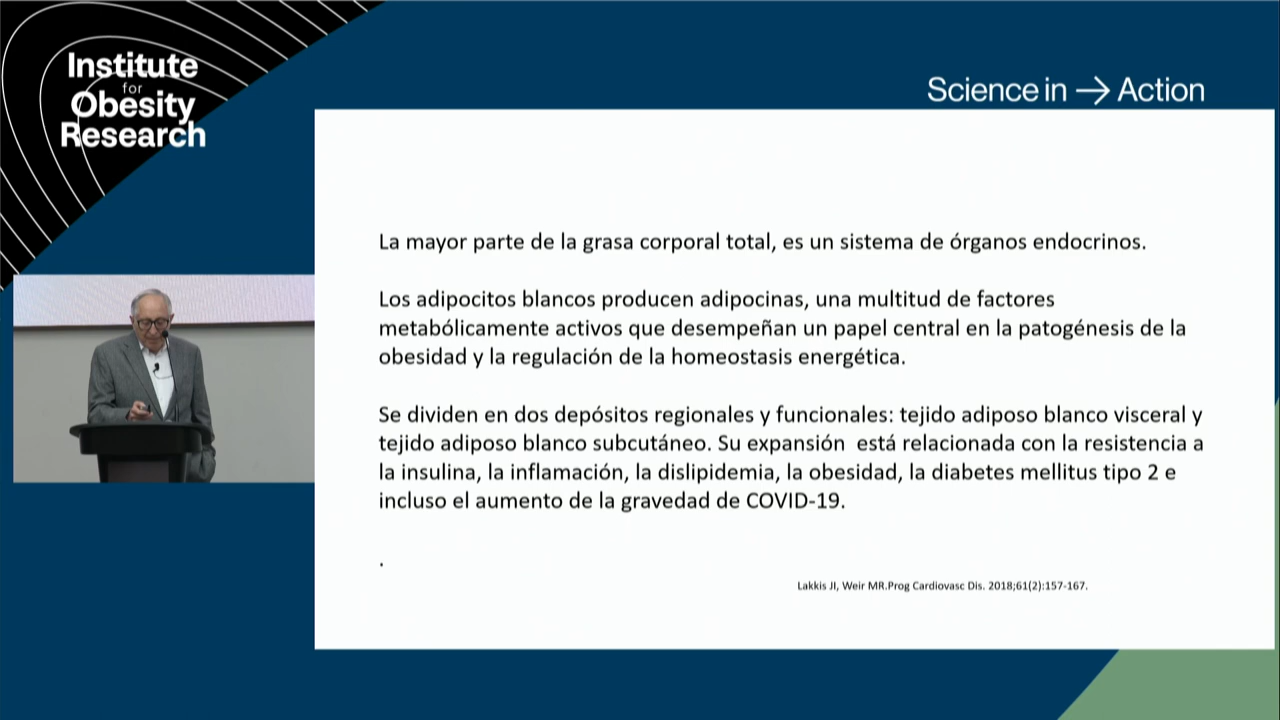 Institute
for
Obesity
Research
Science in → Action
La mayor parte de la grasa corporal total, es un sistema de órganos endocrinos.
Los adipocitos blancos producen adipocinas, una multitud de factores
metabólicamente activos que desempeñan un papel central en la patogénesis de la
obesidad y la regulación de la homeostasis energética.
Se dividen en dos depósitos regionales y funcionales: tejido adiposo blanco visceral y
tejido adiposo blanco subcutáneo. Su expansión  está relacionada con la resistencia a
la insulina, la inflamación, la dislipidemia, la obesidad, la diabetes mellitus tipo 2 e
incluso el aumento de la gravedad de COVID-19.
.
Lakkis JI, Weir MR.Prog Cardiovasc Dis. 2018;61(2):157-167.